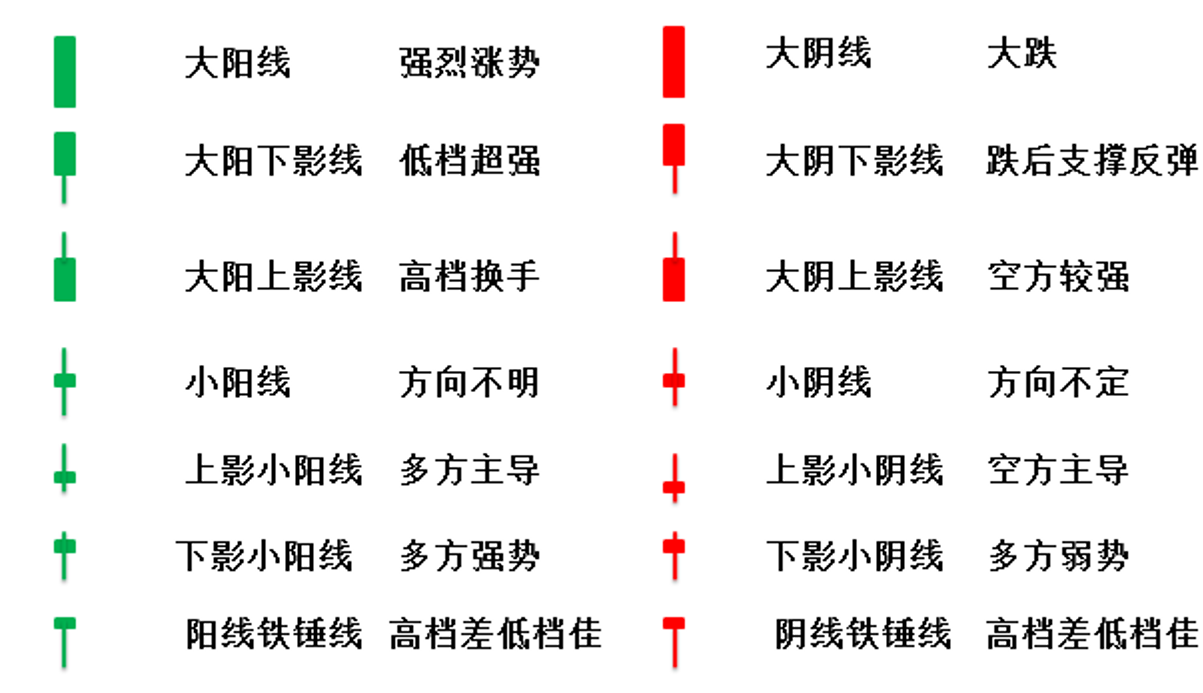 大阳线 强烈涨势 大阴线 大跌
大阳下影线 低档超强 大阴下影线 跌后支撑反弹
大阳上影线 高档换手 大阴上影线 空方较强
小阳线 方向不明 小阴线 方向不定
上影小阳线 多方主导 上影小阴线 空方主导
下影小阳线 多方强势 下影小阴线 多方弱势
阳线铁锤线 高档差低档佳 阴线铁锤线 高档差低档佳